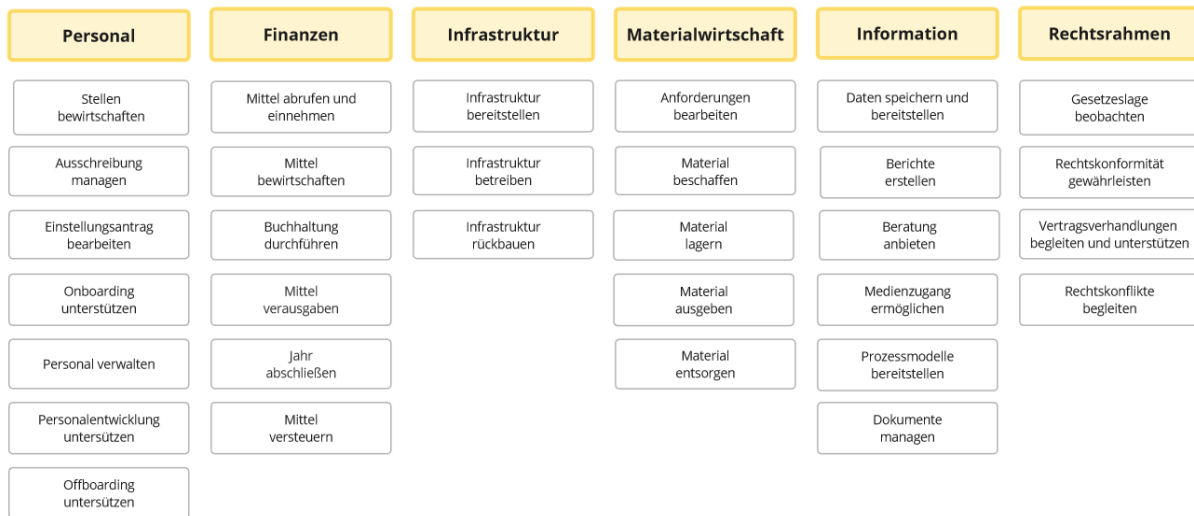 Personal
Finanzen
Infrastruktur
Materialwirtschaft
Information
Rechtsrahmen
Stellen
bewirtschaften
Ausschreibung
managen
Einstellungsantrag
bearbeiten
Onboarding
unterstützen
Personal verwalten
Personalentwicklung
untersützen
Offboarding
untersützen
Mittel abrufen und
einnehmen
Mittel
bewirtschaften
Buchhaltung
durchführen
Mittel
verausgaben
Jahr
abschließen
Mittel
versteuern
Infrastruktur
bereitstellen
Infrastruktur
betreiben
Infrastruktur
rückbauen
Anforderungen
bearbeiten
Material
beschaffen
Material
lagern
Material
ausgeben
Material
entsorgen
Daten speichern und
bereitstellen
Berichte
erstellen
Beratung
anbieten
Medienzugang
ermöglichen
Prozessmodelle
bereitstellen
Dokumente
managen
Gesetzeslage
beobachten
Rechtskonformität
gewährleisten
Vertragsverhandlungen
begleiten und unterstützen
Rechtskonflikte
begleiten